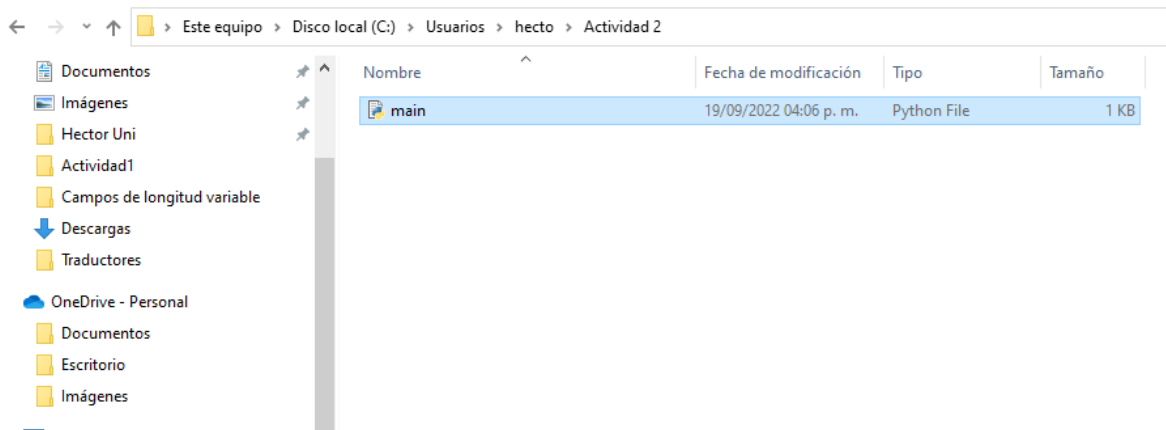 Este equipo > Disco local (C:) > Usuarios > hecto > Actividad 2
Documentos
Imágenes
Hector Uni
Actividad1
Campos de longitud variable
Descargas
Traductores
OneDrive - Personal
Documentos
Escritorio
Imágenes
Nombre Fecha de modificación Tipo Tamaño
main 19/09/2022 04:06 p. m. Python File 1 KB